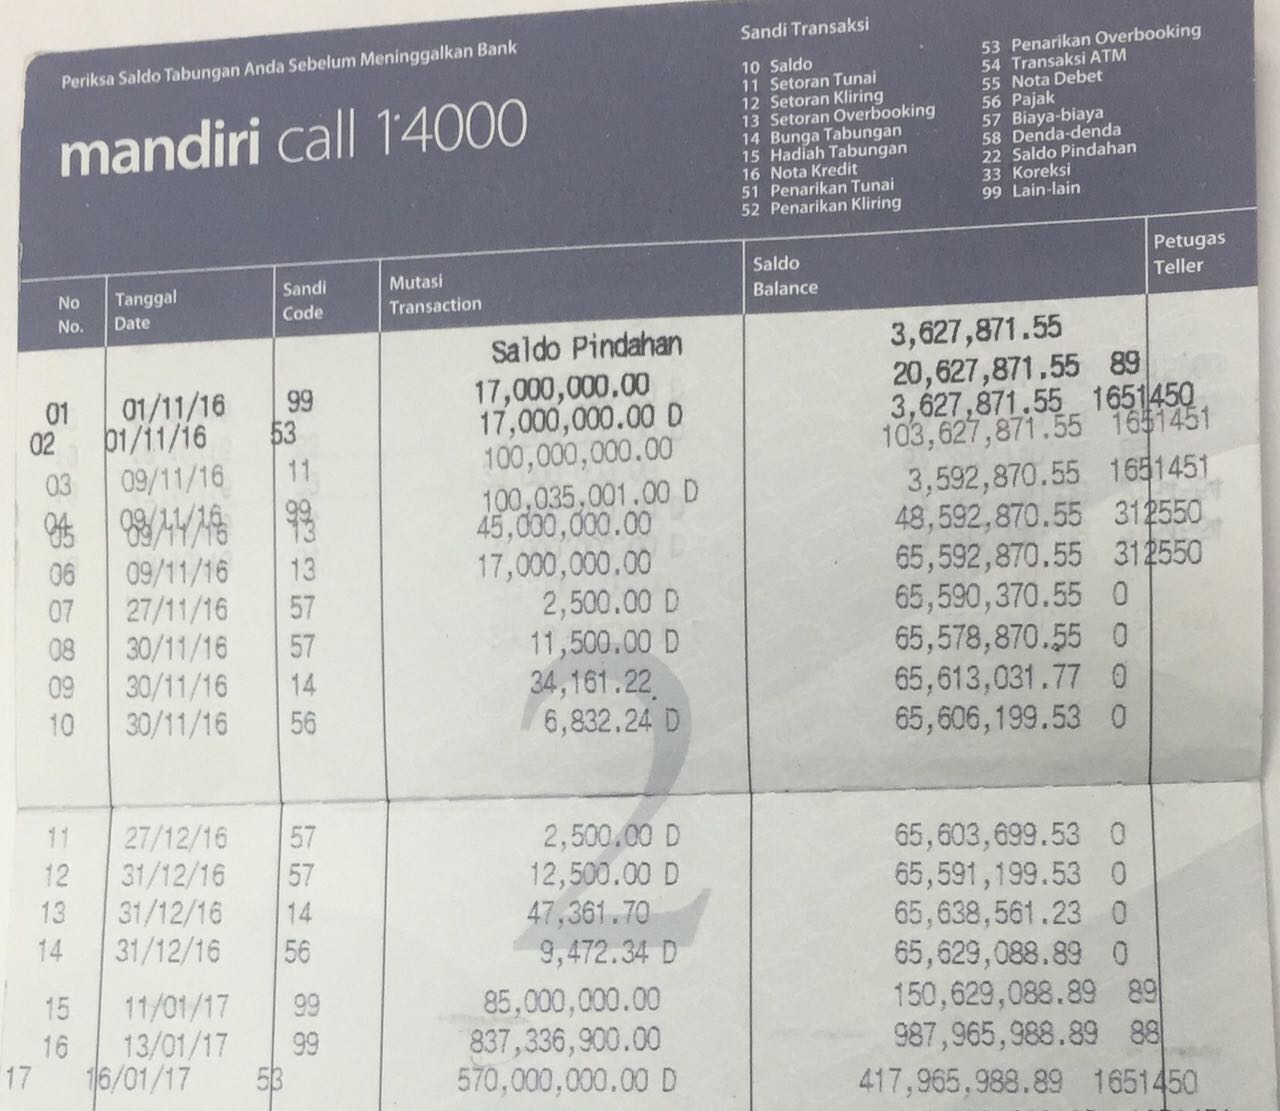 Periksa Saldo Tabungan Anda Sebelum Meninggalkan Bank
mandiri call 14000
Sandi Transaksi
10 Saldo
11 Setoran Tunai
12 Setoran Kliring
13 Setoran Overbooking
14 Bunga Tabungan
15 Hadiah Tabungan
16 Nota Kredit
51 Penarikan Tunai
52 Penarikan Kliring
53 Penarikan Overbooking
54 Transaksi ATM
55 Nota Debet
56 Pajak
57 Biaya-biaya
58 Denda-denda
22 Saldo Pindahan
33 Koreksi
99 Lain-lain
No Tanggal Sandi Mutasi Saldo Petugas
No. Date Code Transaction Balance Teller
Saldo Pindahan 3,627,871.55
01 01/11/16 99 17,000,000.00 20,627,871.55 89
02 01/11/16 53 17,000,000.00 D 3,627,871.55 1651450
03 09/11/16 11 100,000,000.00 103,627,871.55 1651451
04 09/11/16 99 100,035,001.00 D 3,592,870.55 1651451
05 09/11/16 13 45,000,000.00 48,592,870.55 312550
06 09/11/16 13 17,000,000.00 65,592,870.55 312550
07 27/11/16 57 2,500.00 D 65,590,370.55 0
08 30/11/16 57 11,500.00 D 65,578,870.55 0
09 30/11/16 14 34,161.22 65,613,031.77 0
10 30/11/16 56 6,832.24 D 65,606,199.53 0
2
11 27/12/16 57 2,500.00 D 65,603,699.53 0
12 31/12/16 57 12,500.00 D 65,591,199.53 0
13 31/12/16 14 47,361.70 65,638,561.23 0
14 31/12/16 56 9,472.34 D 65,629,088.89 0
15 11/01/17 99 85,000,000.00 150,629,088.89 89
16 13/01/17 99 837,336,900.00 987,965,988.89 88
17 16/01/17 53 570,000,000.00 D 417,965,988.89 1651450